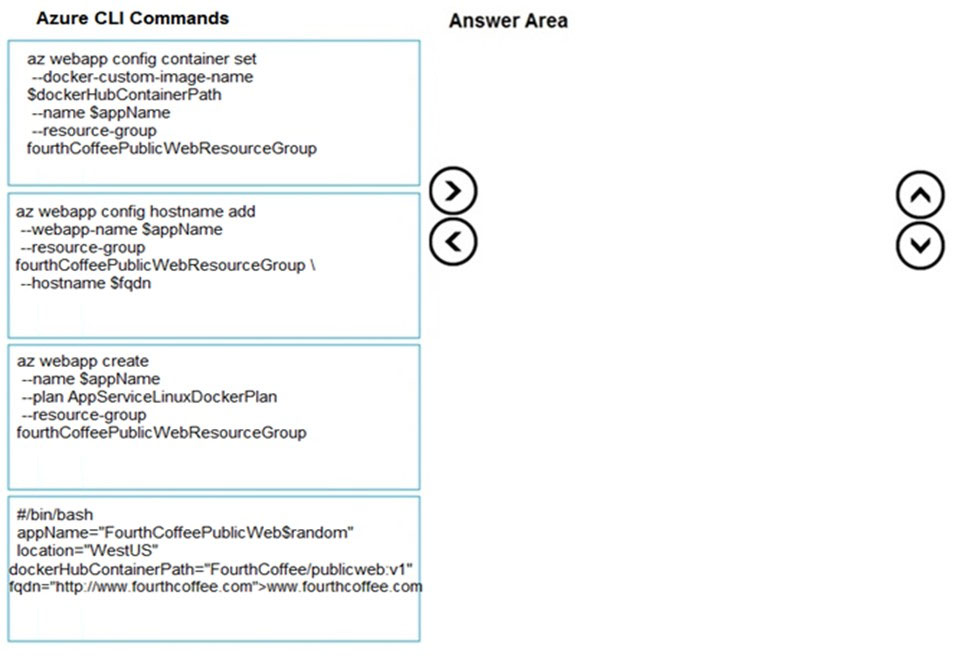 Azure CLI Commands
Answer Area
az webapp config container set
--docker-custom-image-name
$dockerHubContainerPath
--name $appName
--resource-group
fourthCoffeePublicWebResourceGroup
az webapp config hostname add
--webapp-name $appName
--resource-group
fourthCoffeePublicWebResourceGroup \
--hostname $fqdn
az webapp create
--name $appName
--plan AppServiceLinuxDockerPlan
--resource-group
fourthCoffeePublicWebResourceGroup
#/bin/bash
appName="FourthCoffeePublicWeb$random"
location="WestUS"
dockerHubContainerPath="FourthCoffee/publicweb:v1"
fqdn="http://www.fourthcoffee.com">www.fourthcoffee.com